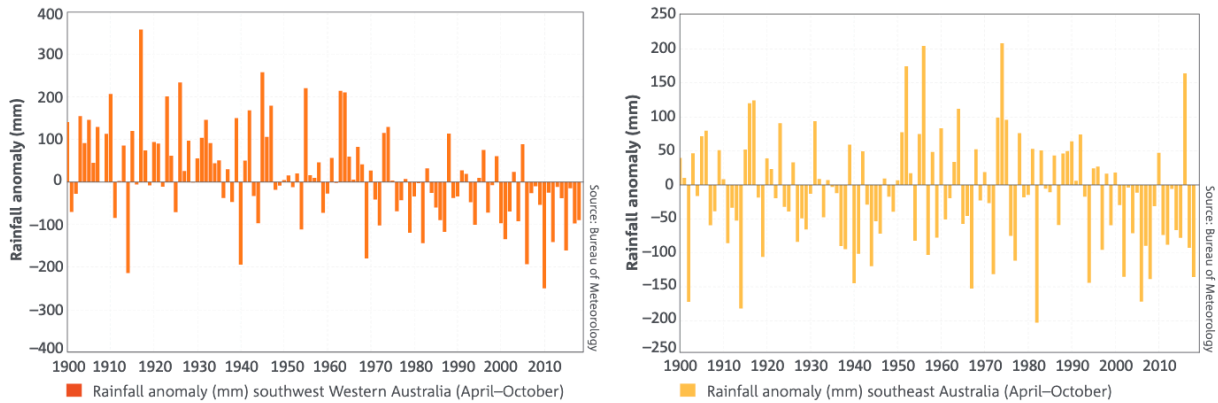 Rainfall anomaly (mm)
400
300
200
100
0
−100
−200
−300
−400
1900 1910 1920 1930 1940 1950 1960 1970 1980 1990 2000 2010
Source: Bureau of Meteorology
Rainfall anomaly (mm) southwest Western Australia (April–October)
Rainfall anomaly (mm)
250
200
150
100
50
0
−50
−100
−150
−200
−250
1900 1910 1920 1930 1940 1950 1960 1970 1980 1990 2000 2010
Source: Bureau of Meteorology
Rainfall anomaly (mm) southeast Australia (April–October)